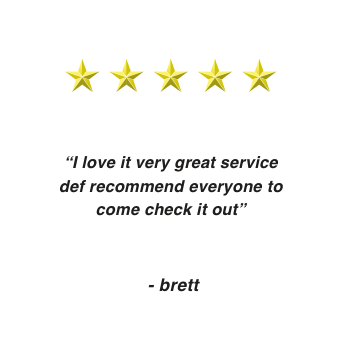 “I love it very great service
def recommend everyone to
come check it out”
- brett